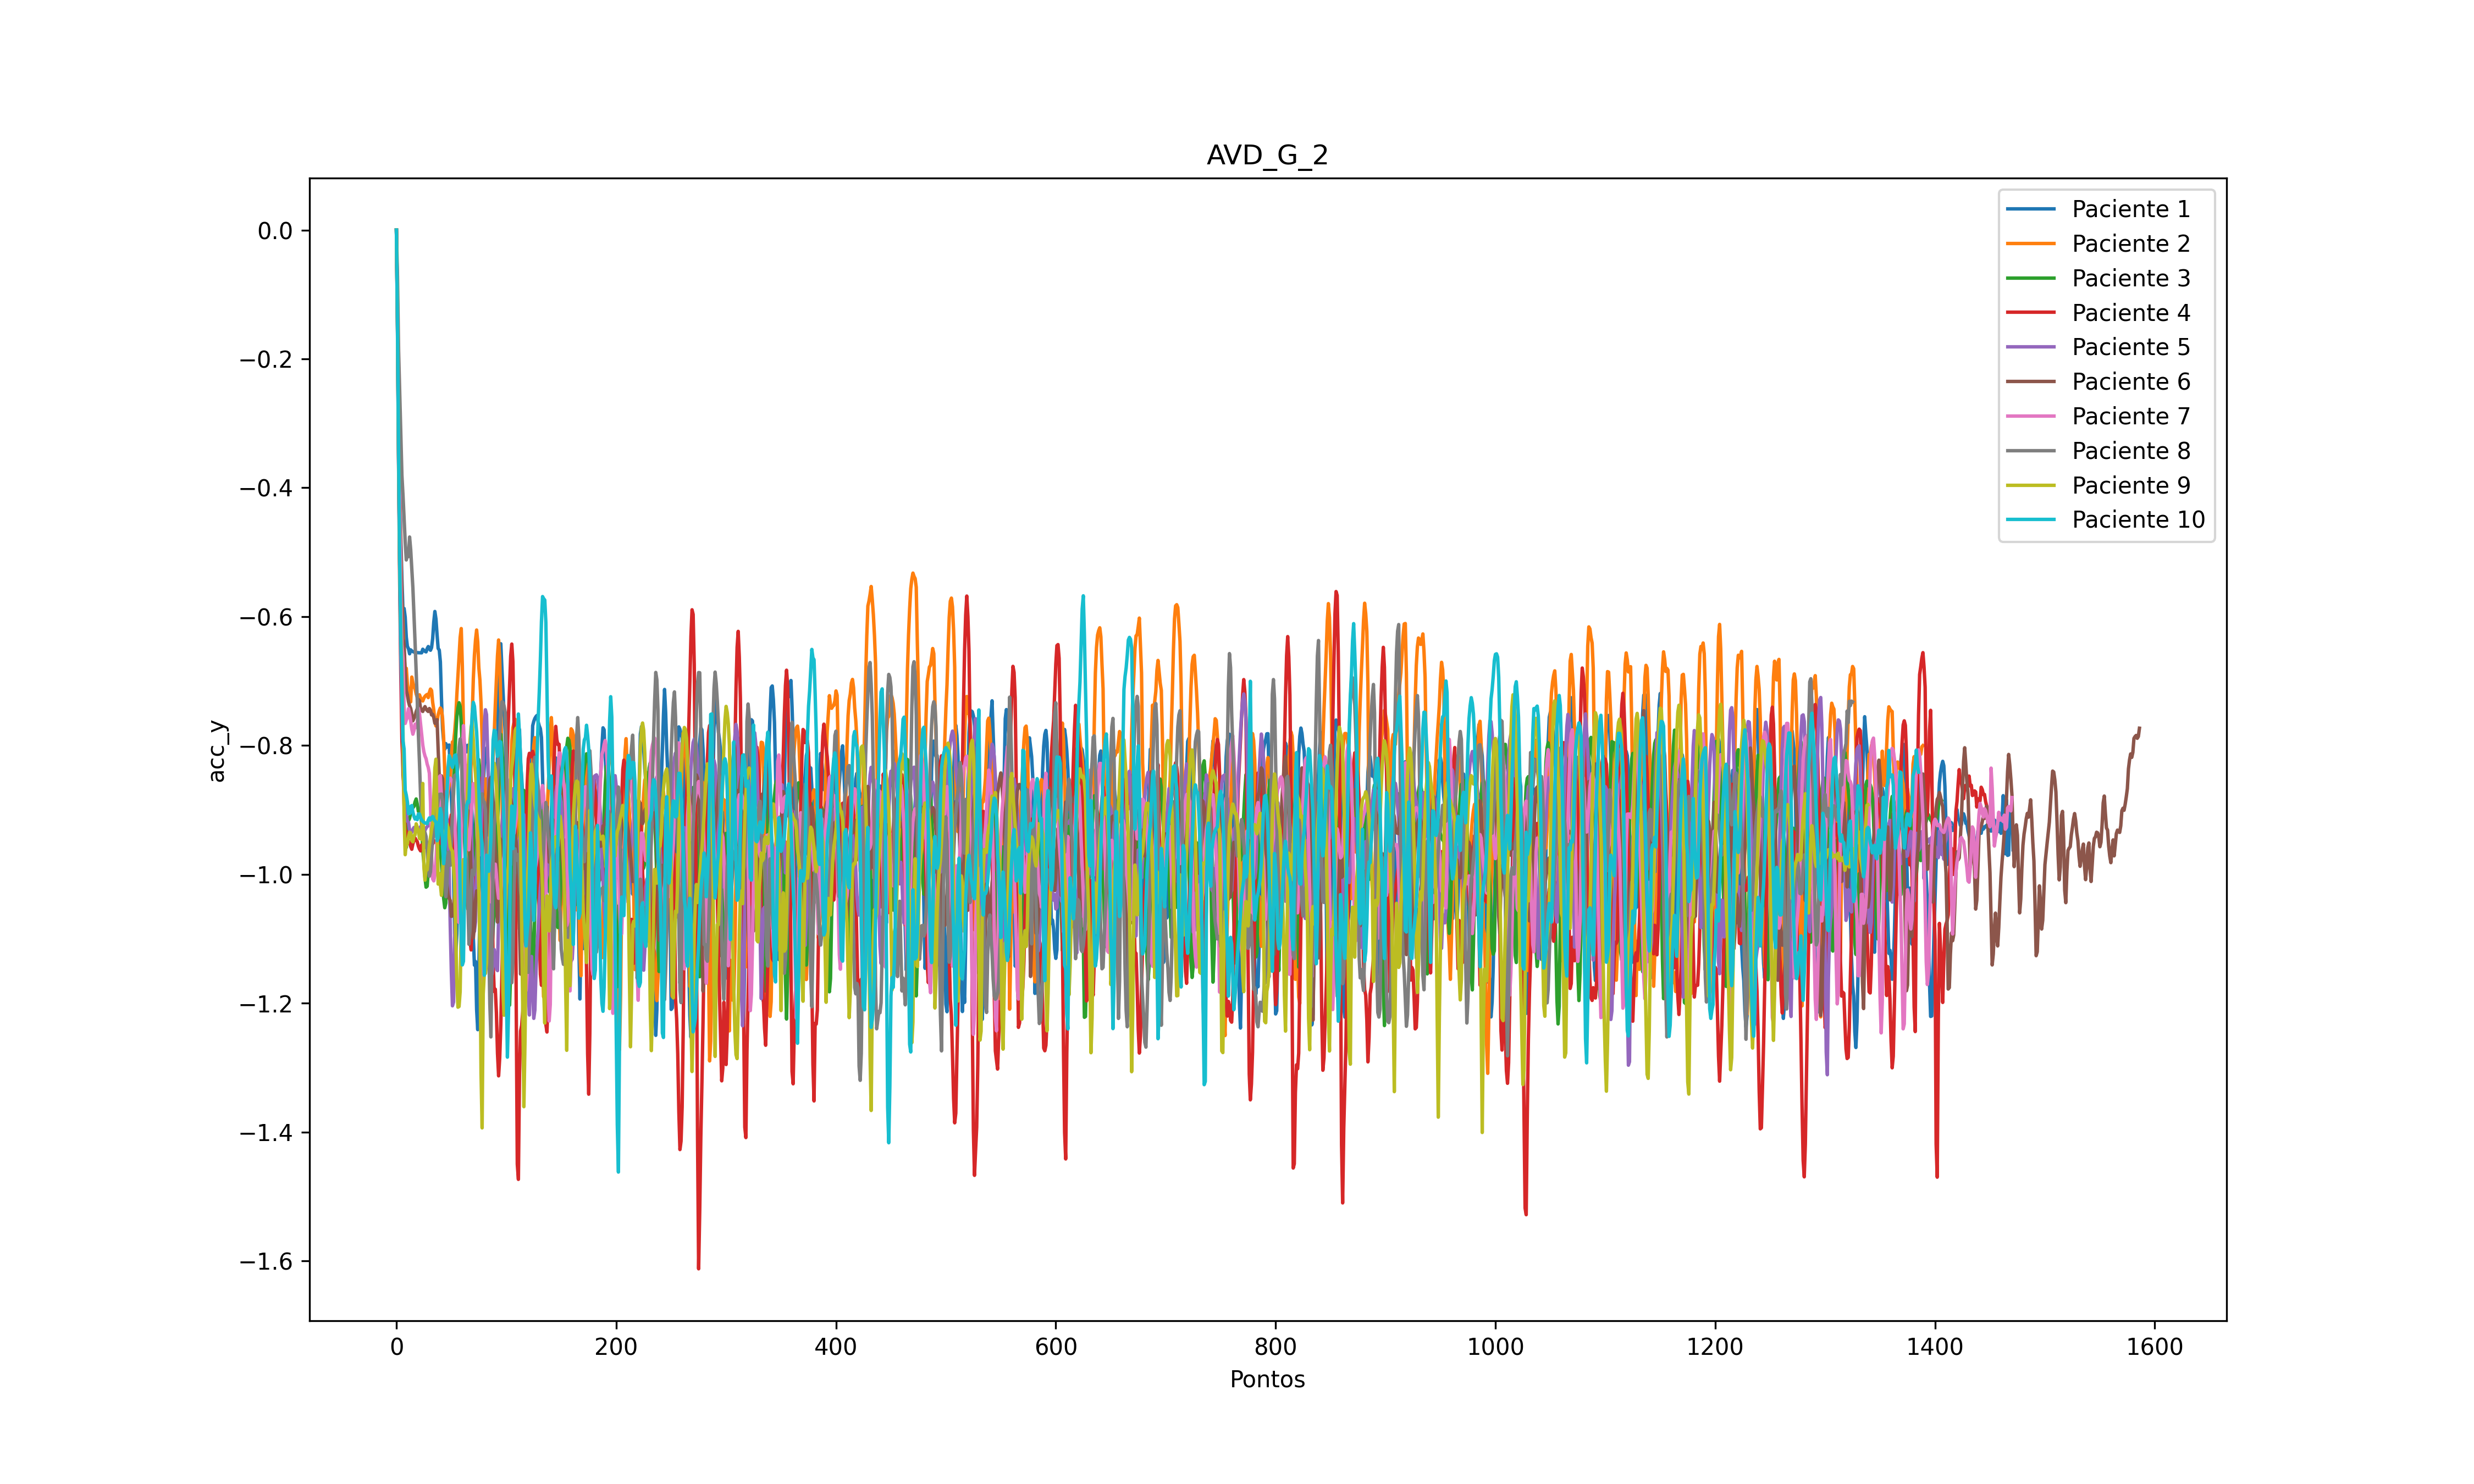 AVD_G_2
Paciente 1
Paciente 2
Paciente 3
Paciente 4
Paciente 5
Paciente 6
Paciente 7
Paciente 8
Paciente 9
Paciente 10
acc_y
0.0
−0.2
−0.4
−0.6
−0.8
−1.0
−1.2
−1.4
−1.6
0 200 400 600 800 1000 1200 1400 1600
Pontos